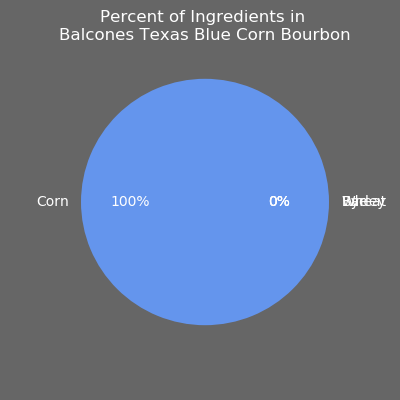 Percent of Ingredients in
Balcones Texas Blue Corn Bourbon
Corn
100%
0%